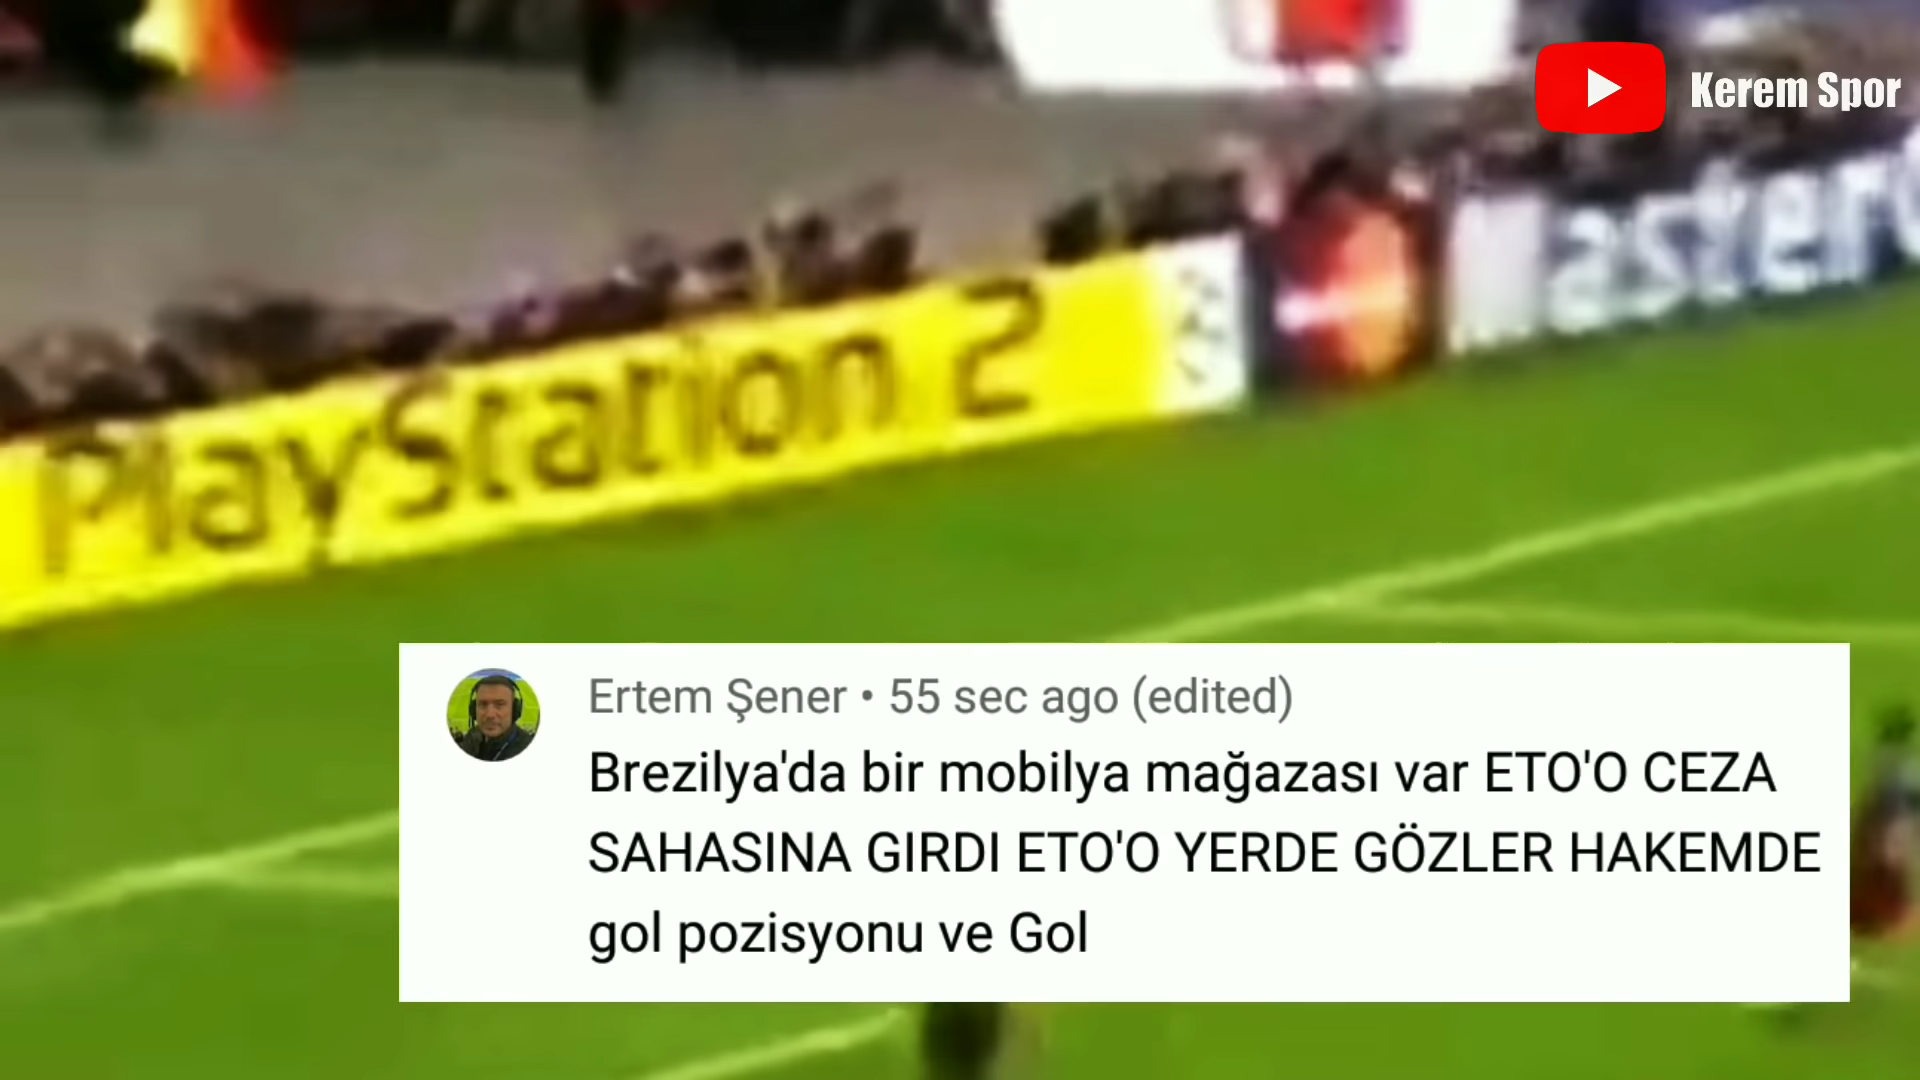 Kerem Spor
PlayStation 2
Ertem Şener • 55 sec ago (edited)
Brezilya'da bir mobilya mağazası var ETO'O CEZA
SAHASINA GIRDI ETO'O YERDE GÖZLER HAKEMDE
gol pozisyonu ve Gol